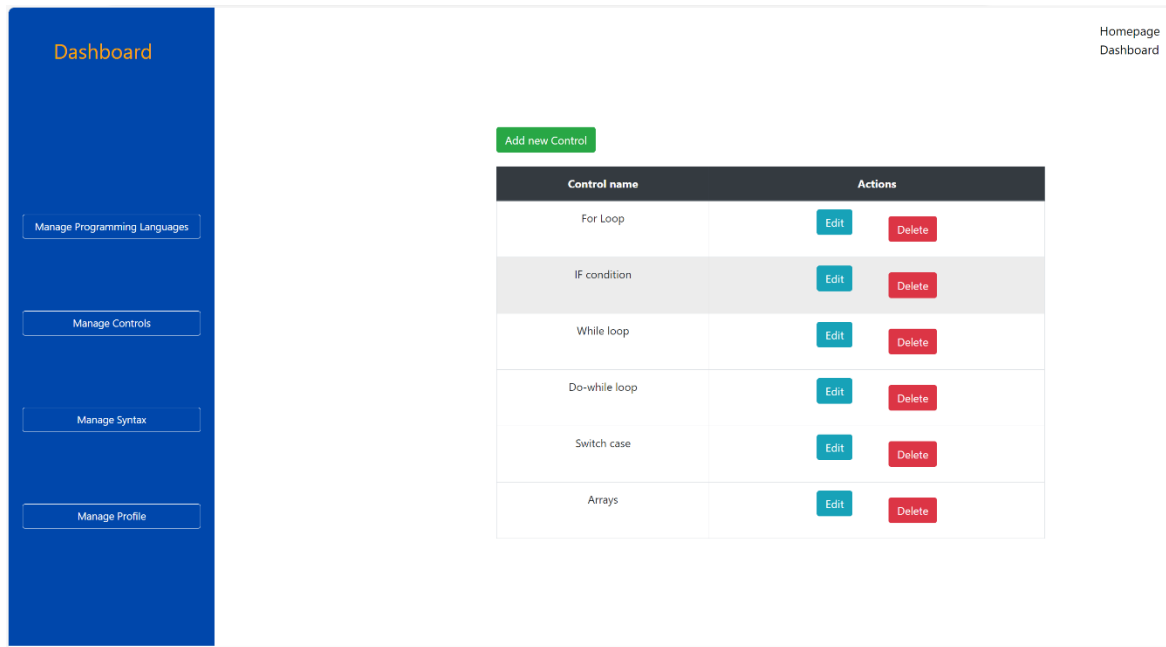 Dashboard
Manage Programming Languages
Manage Controls
Manage Syntax
Manage Profile
Homepage
Dashboard
Add new Control
Control name Actions
For Loop Edit Delete
IF condition Edit Delete
While loop Edit Delete
Do-while loop Edit Delete
Switch case Edit Delete
Arrays Edit Delete